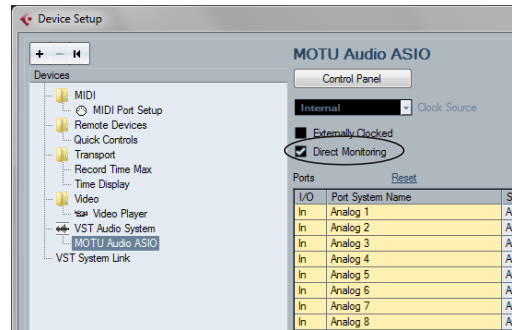 Device Setup
+ −
Devices
MIDI
MIDI Port Setup
Remote Devices
Quick Controls
Transport
Record Time Max
Time Display
Video
Video Player
VST Audio System
MOTU Audio ASIO
VST System Link
MOTU Audio ASIO
Control Panel
Internal Clock Source
Externally Clocked
Direct Monitoring
Ports Reset
I/O Port System Name S
In Analog 1 A
In Analog 2 A
In Analog 3 A
In Analog 4 A
In Analog 5 A
In Analog 6 A
In Analog 7 A
In Analog 8 A